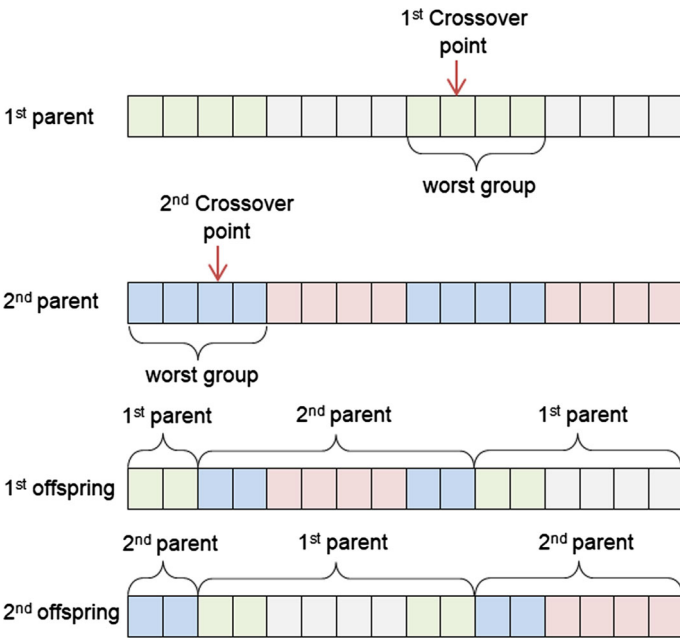 1st Crossover
point
1st parent
worst group
2nd Crossover
point
2nd parent
worst group
1st parent 2nd parent 1st parent
1st offspring
2nd parent 1st parent 2nd parent
2nd offspring